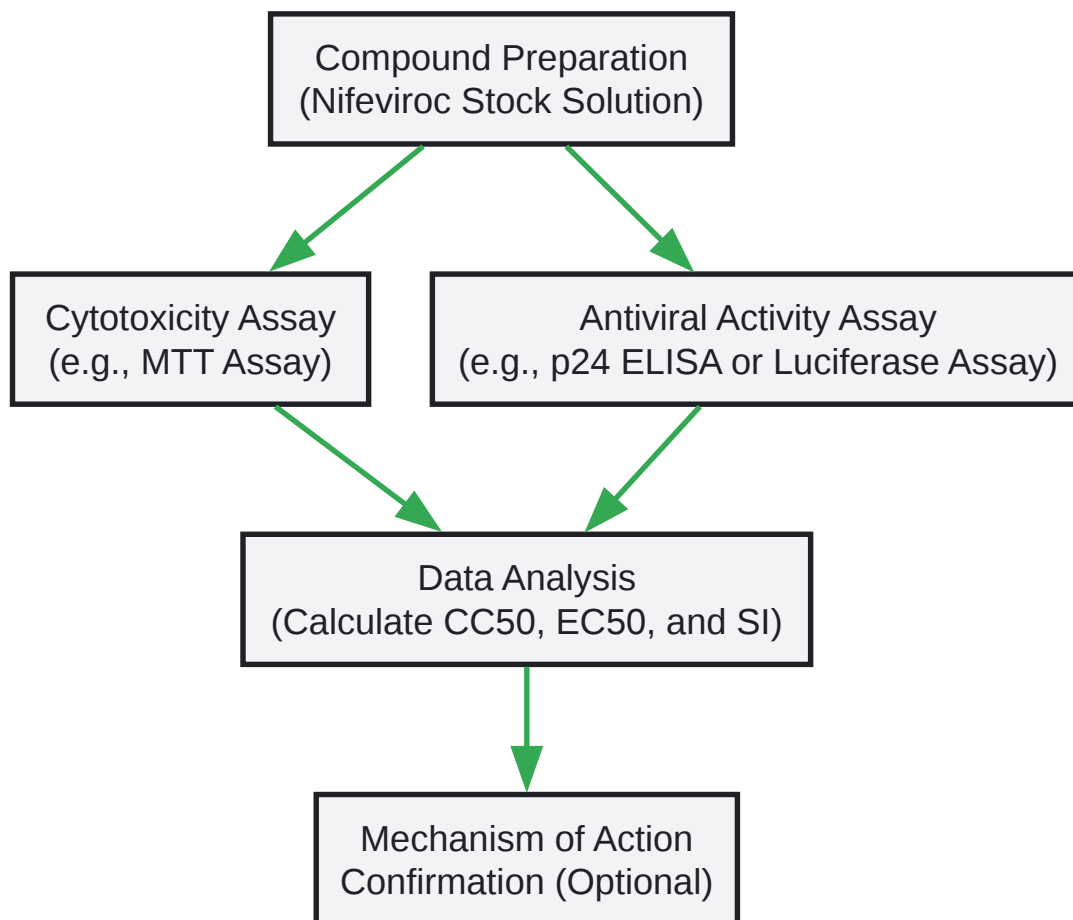 Compound Preparation
(Nifeviroc Stock Solution)
Cytotoxicity Assay
(e.g., MTT Assay)
Antiviral Activity Assay
(e.g., p24 ELISA or Luciferase Assay)
Data Analysis
(Calculate CC50, EC50, and SI)
Mechanism of Action
Confirmation (Optional)